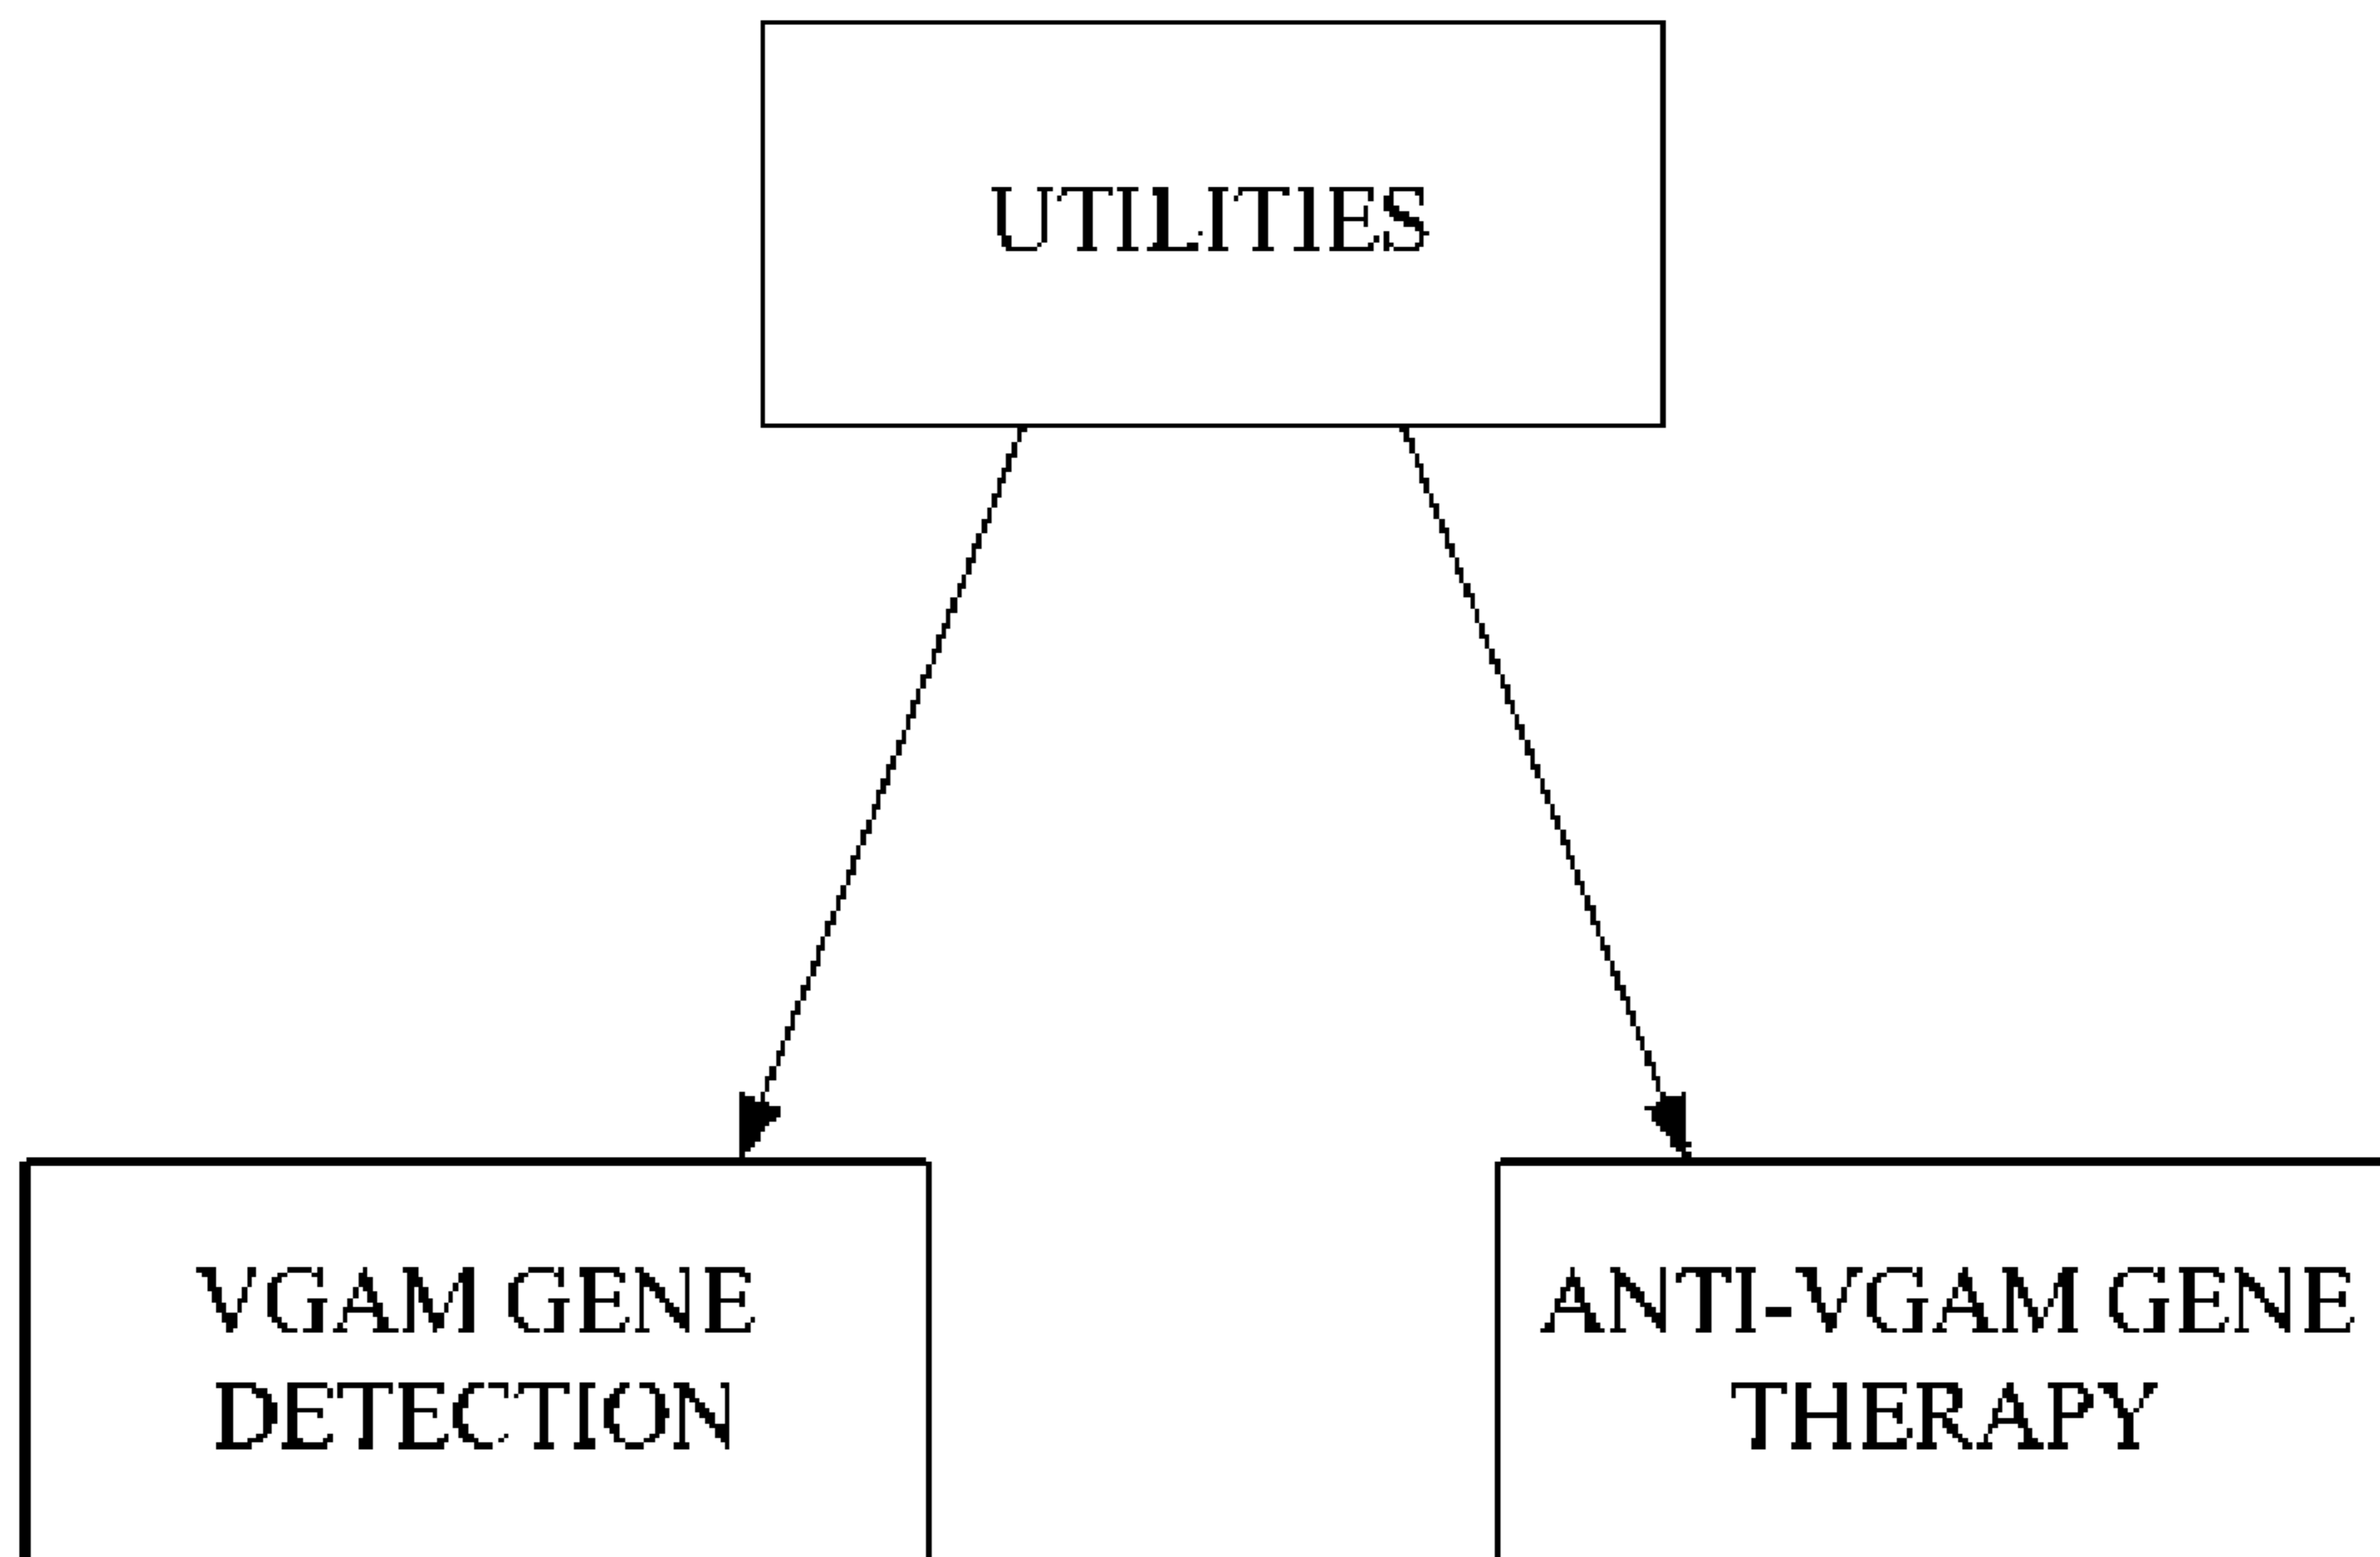 UTILITIES
VGAM GENE
DETECTION
ANTI-VGAM GENE
THERAPY